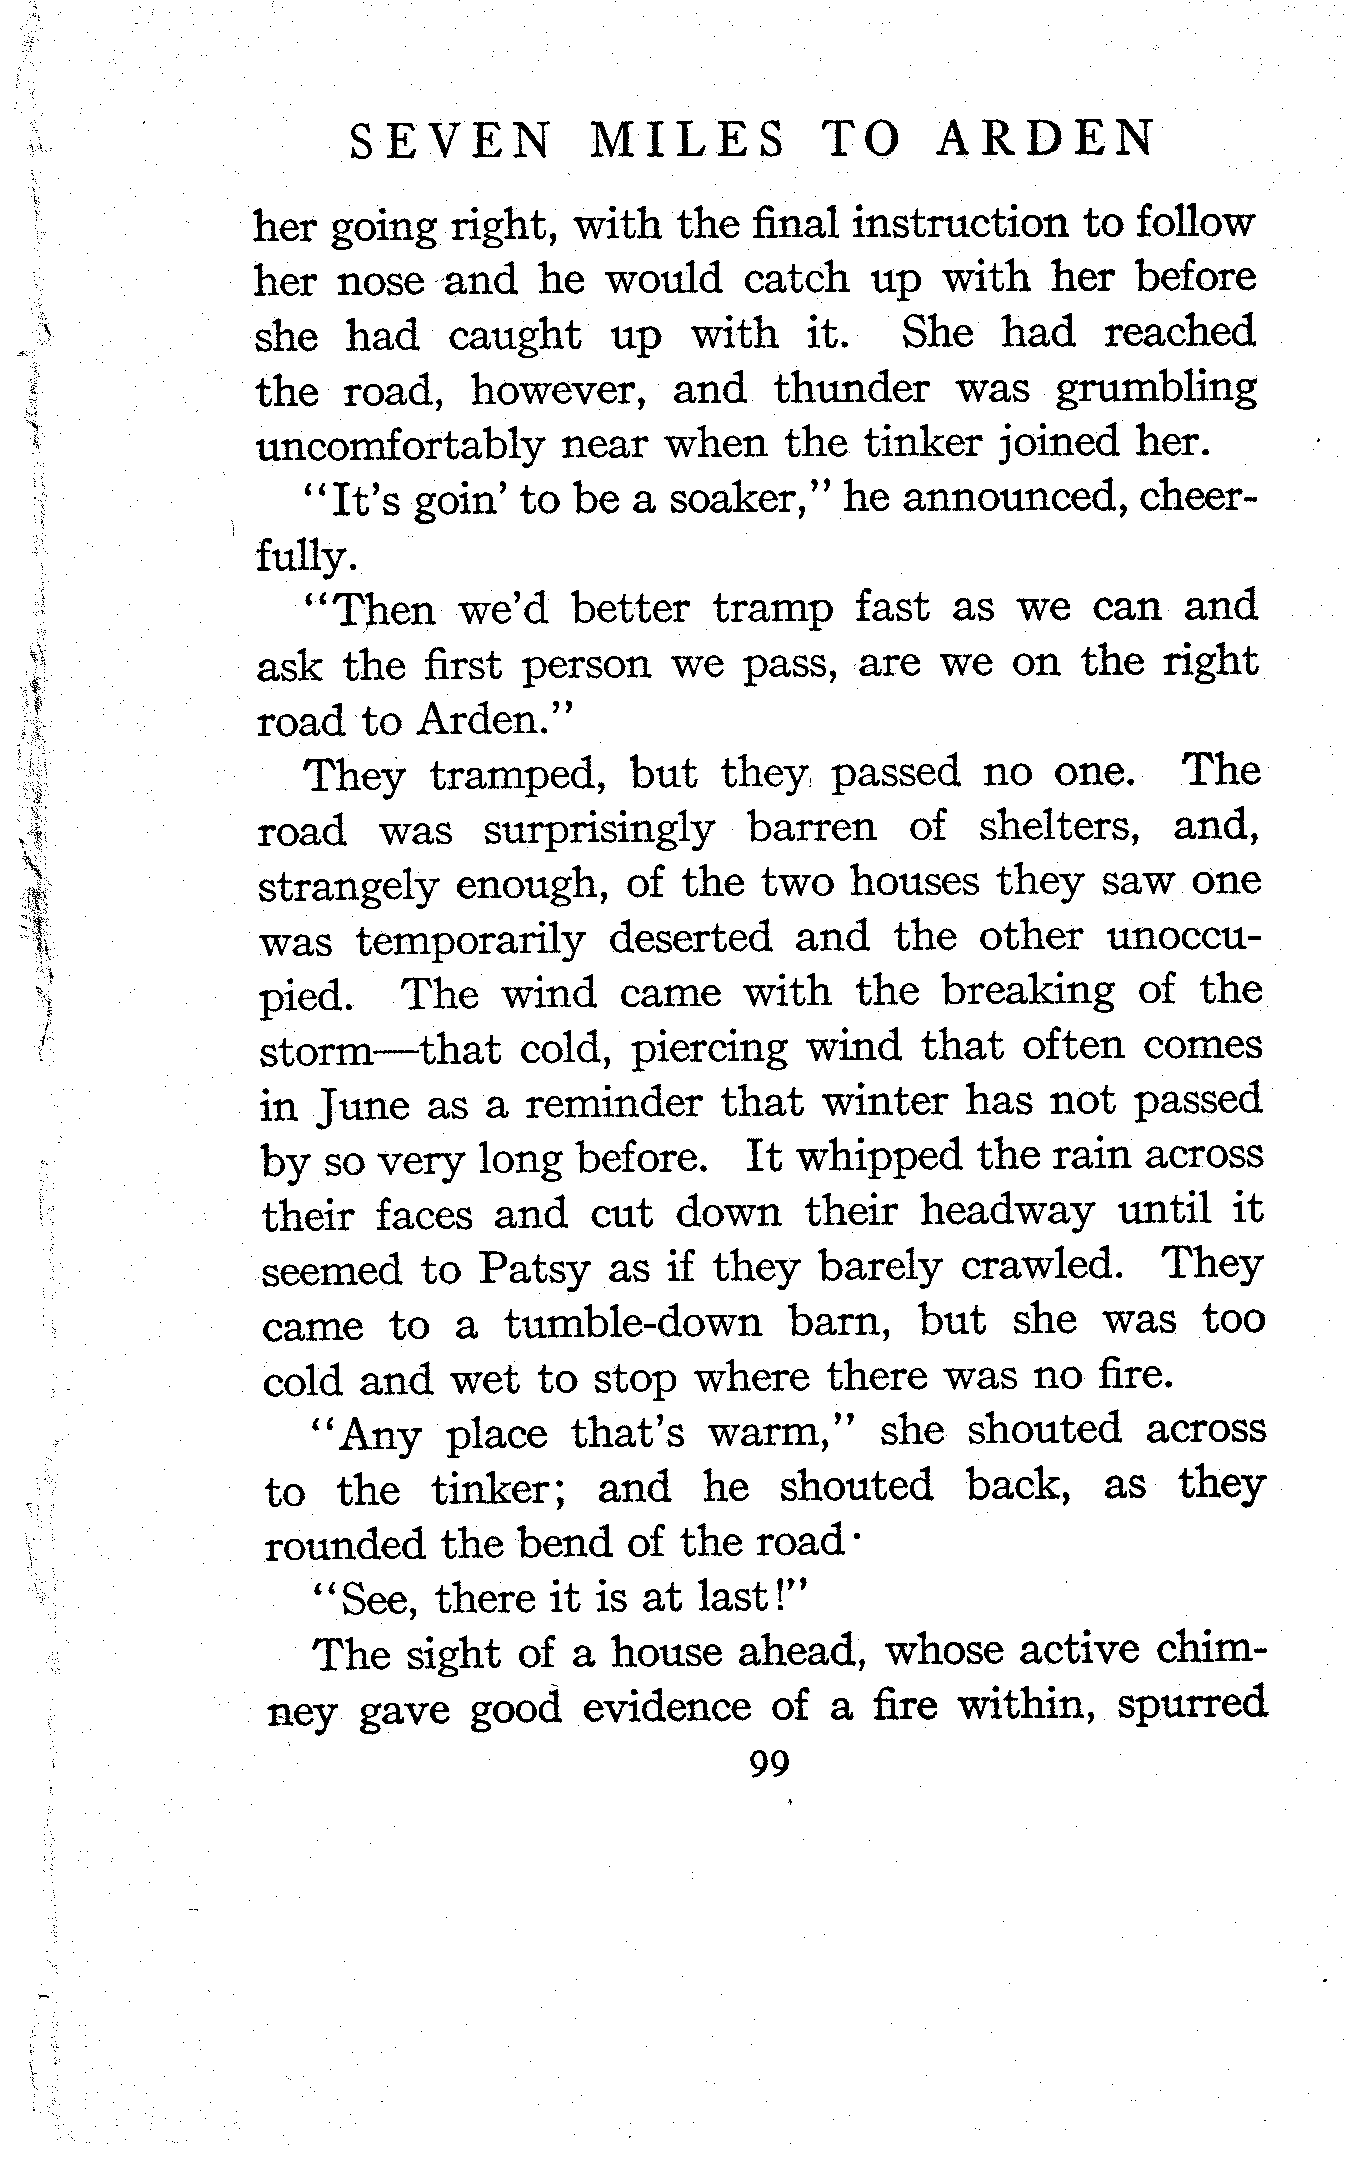 SEVEN MILES TO ARDEN
her going right, with the final instruction to follow
her nose and he would catch up with her before
she had caught up with it. She had reached
the road, however, and thunder was grumbling
uncomfortably near when the tinker joined her.
"It's goin' to be a soaker," he announced, cheer-
fully.
"Then we'd better tramp fast as we can and
ask the first person we pass, are we on the right
road to Arden."
They tramped, but they passed no one. The
road was surprisingly barren of shelters, and,
strangely enough, of the two houses they saw one
was temporarily deserted and the other unoccu-
pied. The wind came with the breaking of the
storm—that cold, piercing wind that often comes
in June as a reminder that winter has not passed
by so very long before. It whipped the rain across
their faces and cut down their headway until it
seemed to Patsy as if they barely crawled. They
came to a tumble-down barn, but she was too
cold and wet to stop where there was no fire.
"Any place that's warm," she shouted across
to the tinker; and he shouted back, as they
rounded the bend of the road·
"See, there it is at last!"
The sight of a house ahead, whose active chim-
ney gave good evidence of a fire within, spurred
99